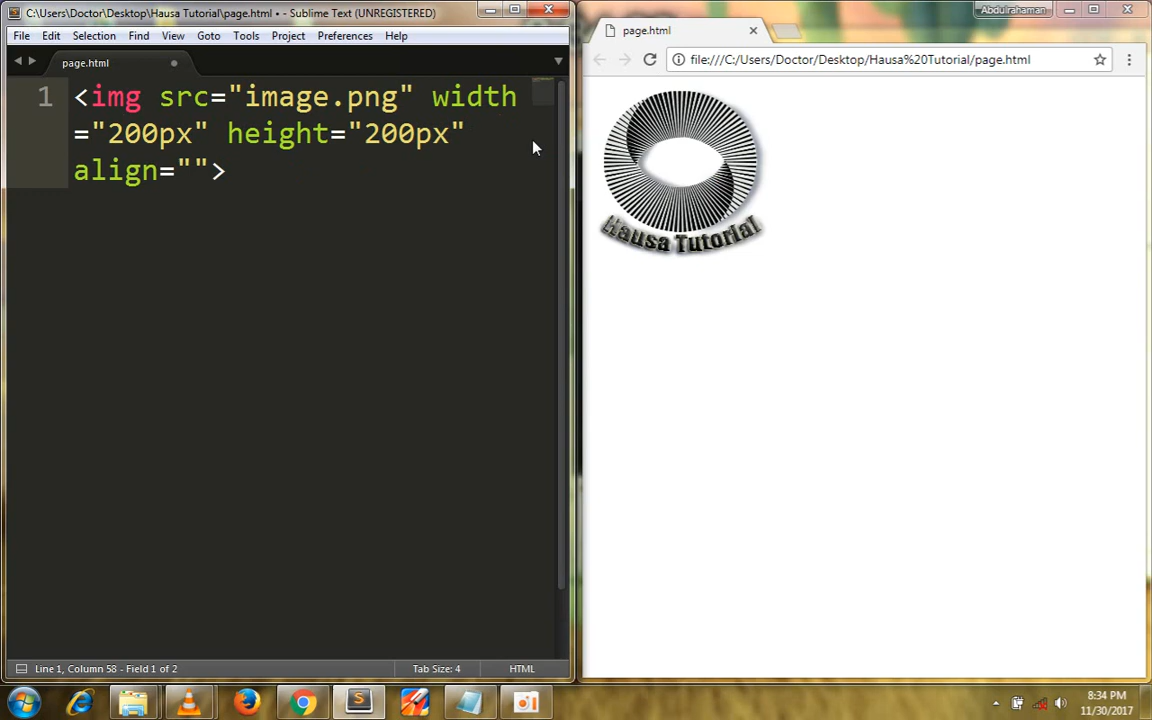 C:\Users\Doctor\Desktop\Hausa Tutorial\page.html • - Sublime Text (UNREGISTERED)
File Edit Selection Find View Goto Tools Project Preferences Help
page.html
1 <img src="image.png" width
="200px" height="200px"
align="">
Line 1, Column 58 - Field 1 of 2
Tab Size: 4
HTML
Abdulrahaman
page.html
file:///C:/Users/Doctor/Desktop/Hausa%20Tutorial/page.html
Hausa Tutorial
8:34 PM
11/30/2017